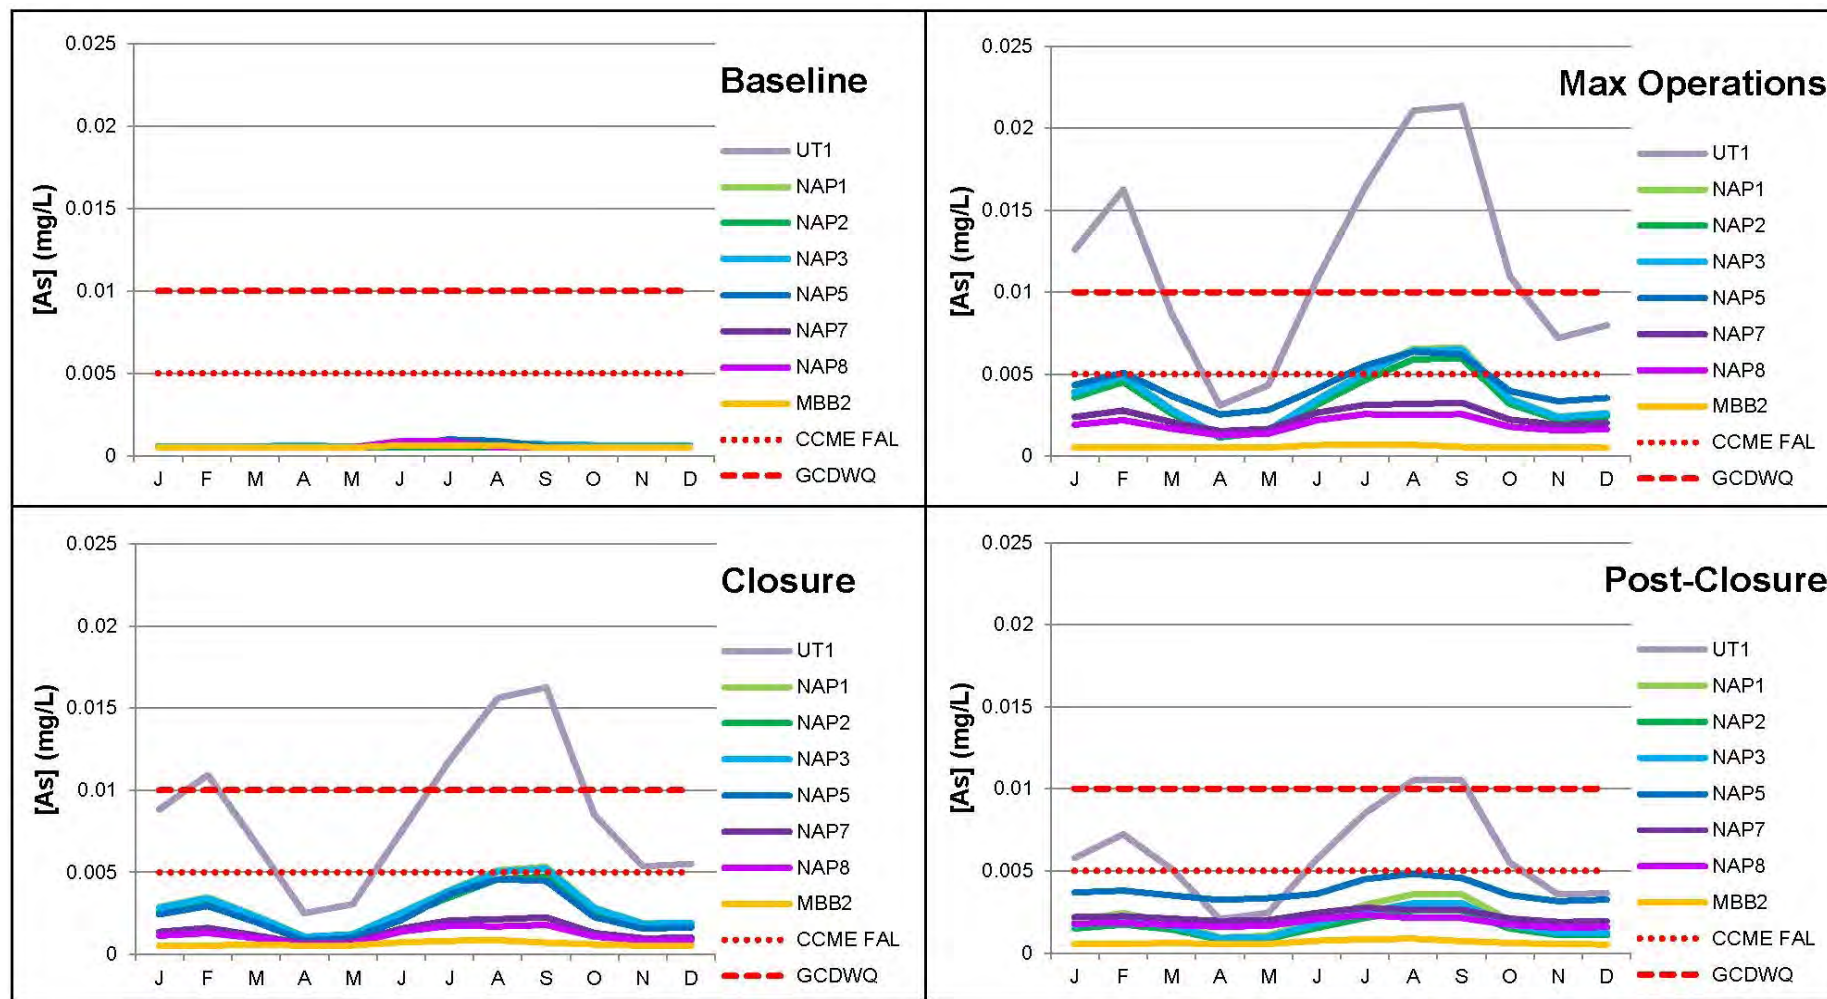 Baseline
[As] (mg/L)
0.025
0.02
0.015
0.01
0.005
0
J F M A M J J A S O N D
UT1
NAP1
NAP2
NAP3
NAP5
NAP7
NAP8
MBB2
CCME FAL
GCDWQ
Max Operations
[As] (mg/L)
0.025
0.02
0.015
0.01
0.005
0
J F M A M J J A S O N D
UT1
NAP1
NAP2
NAP3
NAP5
NAP7
NAP8
MBB2
CCME FAL
GCDWQ
Closure
[As] (mg/L)
0.025
0.02
0.015
0.01
0.005
0
J F M A M J J A S O N D
UT1
NAP1
NAP2
NAP3
NAP5
NAP7
NAP8
MBB2
CCME FAL
GCDWQ
Post-Closure
[As] (mg/L)
0.025
0.02
0.015
0.01
0.005
0
J F M A M J J A S O N D
UT1
NAP1
NAP2
NAP3
NAP5
NAP7
NAP8
MBB2
CCME FAL
GCDWQ